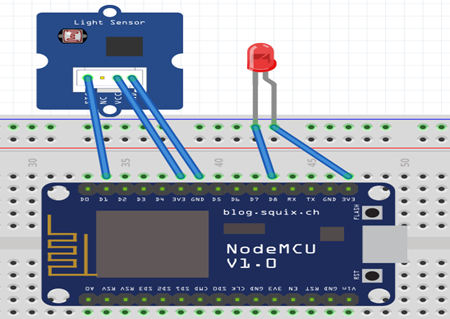 Light Sensor
NC
VCC
30
35
40
45
50
D0 D1 D2 D3 D4 3V3 GND D5 D6 D7 D8 RX TX GND 3V3
blog.squix.ch
FLASH
NodeMCU
V1.0
RST
A0 RSV RSV SD3 SD2 SD1 CMD SD0 CLK GND 3V3 EN RST GND Vin